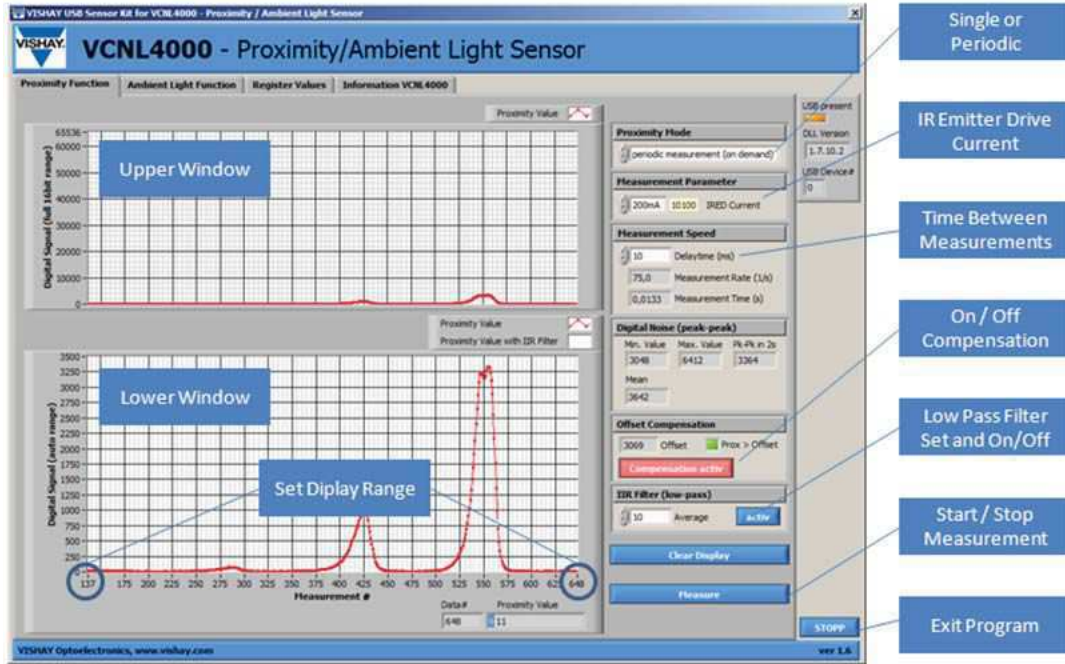 VISHAY USB Sensor Kit for VCNL4000 - Proximity / Ambient Light Sensor
VISHAY
VCNL4000 - Proximity/Ambient Light Sensor
Proximity Function
Ambient Light Function
Register Values
Information VCNL4000
Proximity Value
Digital Signal (full 16bit range)
65536
60000
50000
40000
30000
20000
10000
0
Upper Window
Proximity Value
Proximity Value with IIR Filter
Digital Signal (auto range)
3500
3250
3000
2750
2500
2250
2000
1750
1500
1250
1000
750
500
250
Lower Window
Set Diplay Range
137 175 200 225 250 275 300 325 350 375 400 425 450 475 500 525 550 575 600 625 648
Measurement #
Data#
Proximity Value
648
11
Proximity Mode
periodic measurement (on demand)
Measurement Parameter
200mA 10100 IRED Current
Measurement Speed
10 Delaytime (ms)
75,0 Measurement Rate (1/s)
0,0133 Measurement Time (s)
Digital Noise (peak-peak)
Min. Value Max. Value Pk-Pk in 2s
3048 6412 3364
Mean
3642
Offset Compensation
3069 Offset Prox > Offset
Compensation activ
IIR Filter (low-pass)
10 Average activ
Clear Display
Measure
USB present
DLL Version
1.7.10.2
USB Device#
0
STOPP
VISHAY Optoelectronics, www.vishay.com
ver 1.6
Single or
Periodic
IR Emitter Drive
Current
Time Between
Measurements
On / Off
Compensation
Low Pass Filter
Set and On/Off
Start / Stop
Measurement
Exit Program